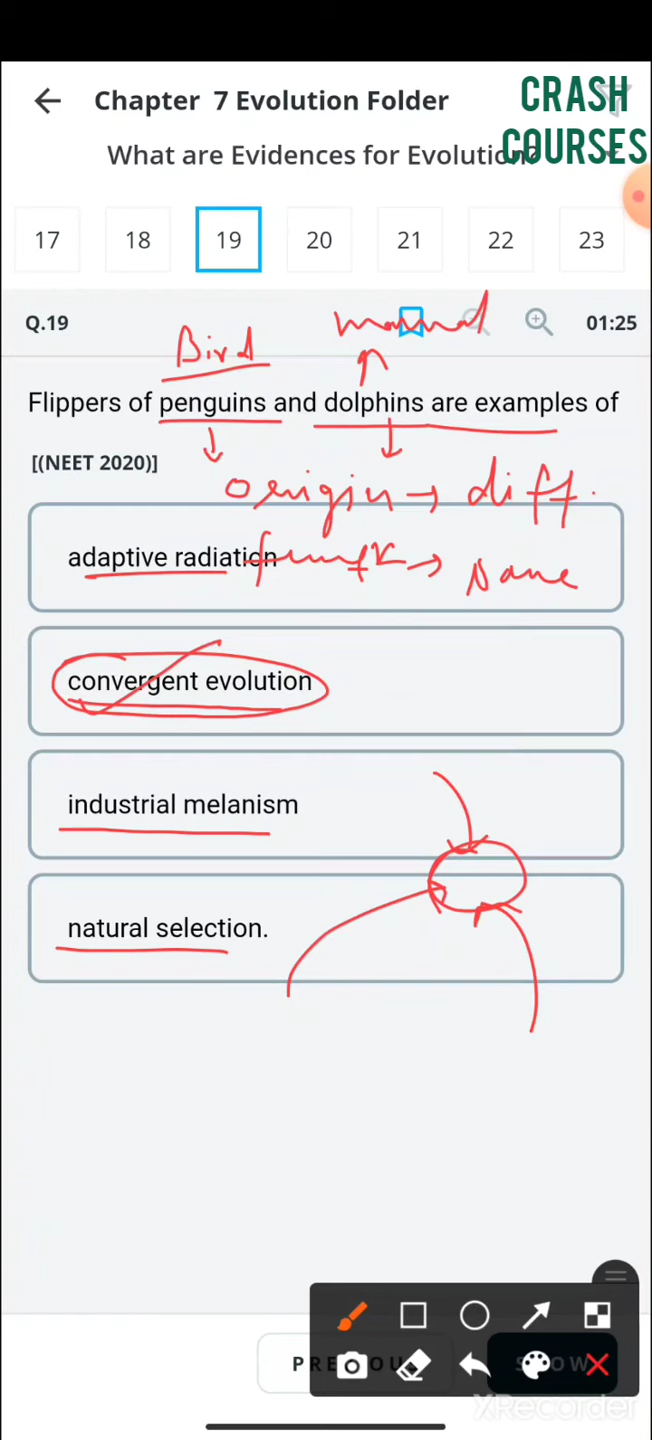 Chapter 7 Evolution Folder
CRASH
COURSES
What are Evidences for Evolution?
17 18 19 20 21 22 23
Q.19
mammal
01:25
Bird
Flippers of penguins and dolphins are examples of
[(NEET 2020)]
origin → diff.
adaptive radiation
→ Same
convergent evolution
industrial melanism
natural selection.
XRecorder